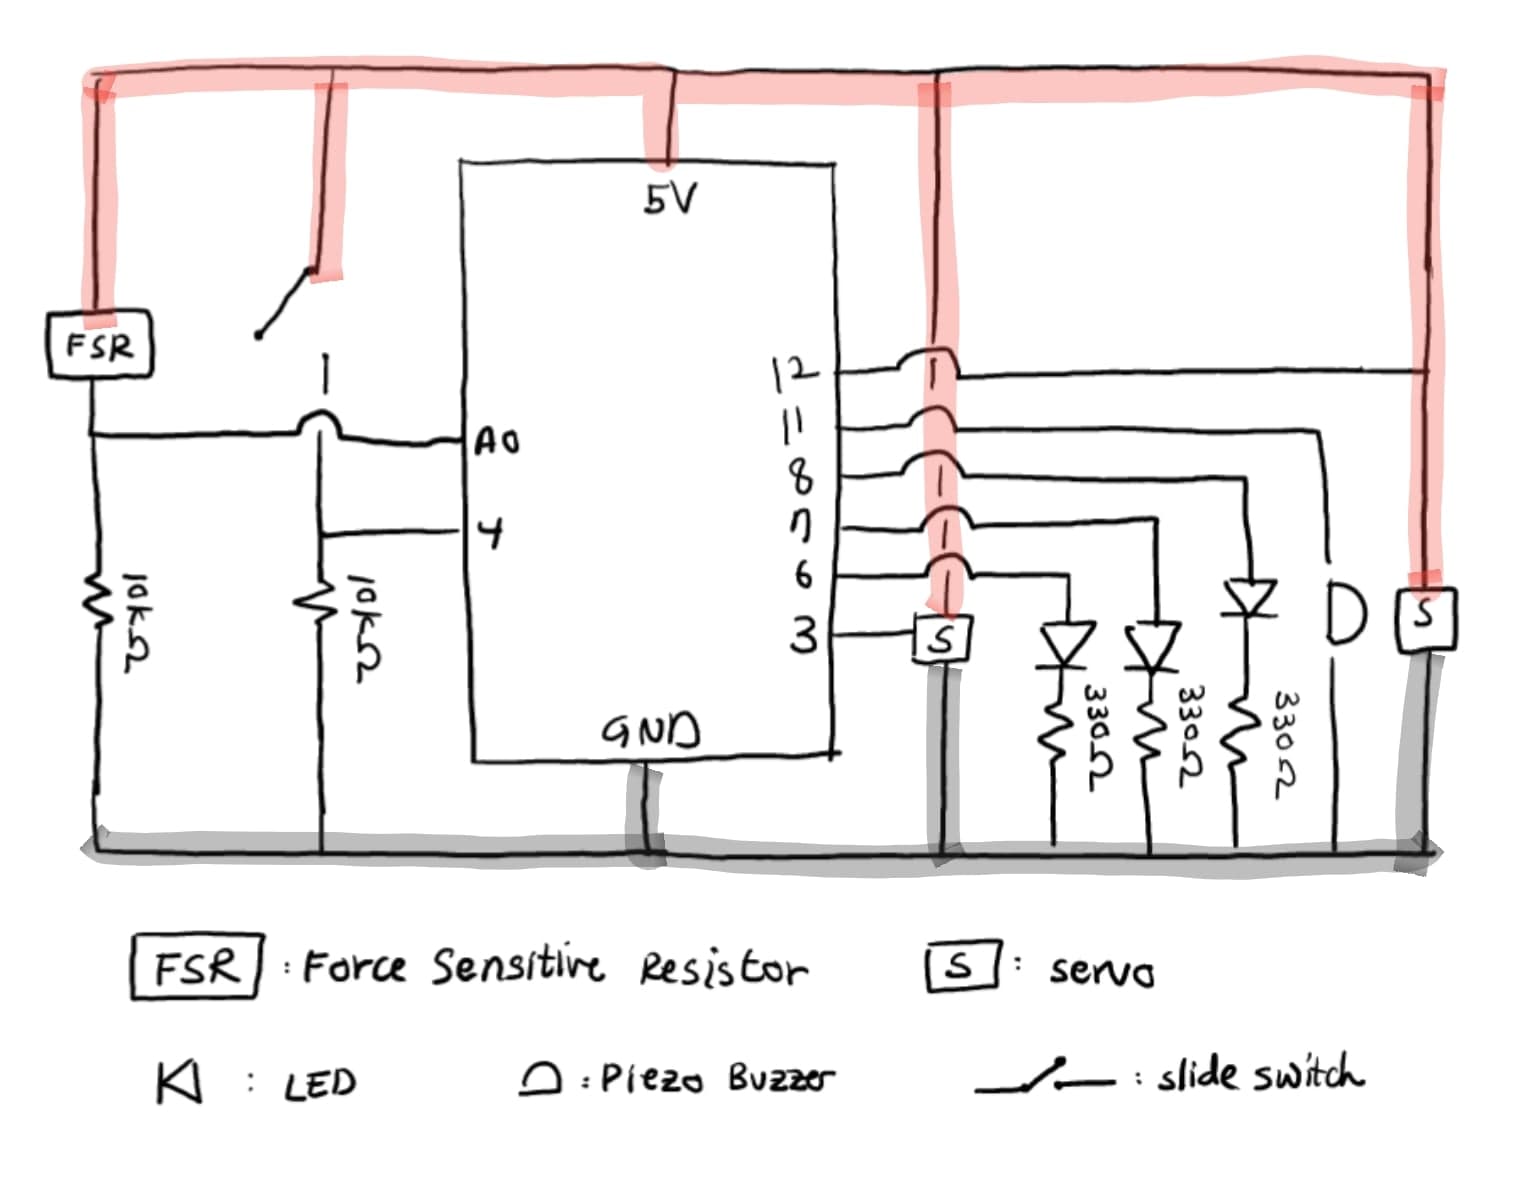 5V
FSR
12
11
A0
8
4
7
6
3
S
S
10kΩ
10kΩ
330Ω
330Ω
330Ω
GND
FSR : Force Sensitive Resistor
S : servo
: LED
: Piezo Buzzer
: slide switch